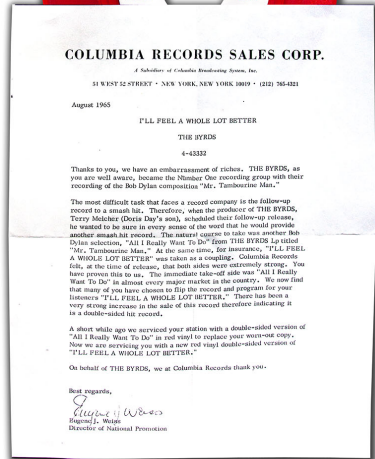 COLUMBIA RECORDS SALES CORP.
A Subsidiary of Columbia Broadcasting System, Inc.
51 WEST 52 STREET • NEW YORK, NEW YORK 10019 • (212) 765-4321
August 1965
I'LL FEEL A WHOLE LOT BETTER
THE BYRDS
4-43332
Thanks to you, we have an embarrassment of riches. THE BYRDS, as
you are well aware, became the Number One recording group with their
recording of the Bob Dylan composition "Mr. Tambourine Man."
The most difficult task that faces a record company is the follow-up
record to a smash hit. Therefore, when the producer of THE BYRDS,
Terry Melcher (Doris Day's son), scheduled their follow-up release,
he wanted to be sure in every sense of the word that he would provide
another smash hit record. The natural course to take was another Bob
Dylan selection, "All I Really Want To Do" from THE BYRDS Lp titled
"Mr. Tambourine Man." At the same time, for insurance, "I'LL FEEL
A WHOLE LOT BETTER" was taken as a coupling. Columbia Records
felt, at the time of release, that both sides were extremely strong. You
have proven this to us. The immediate take-off side was "All I Really
Want To Do" in almost every major market in the country. We now find
that many of you have chosen to flip the record and program for your
listeners "I'LL FEEL A WHOLE LOT BETTER." There has been a
very strong increase in the sale of this record therefore indicating it
is a double-sided hit record.
A short while ago we serviced your station with a double-sided version of
"All I Really Want To Do" in red vinyl to replace your worn-out copy.
Now we are servicing you with a new red vinyl double-sided version of
"I'LL FEEL A WHOLE LOT BETTER."
On behalf of THE BYRDS, we at Columbia Records thank you.
Best regards,
Eugene J. Weiss
Eugene J. Weiss
Director of National Promotion